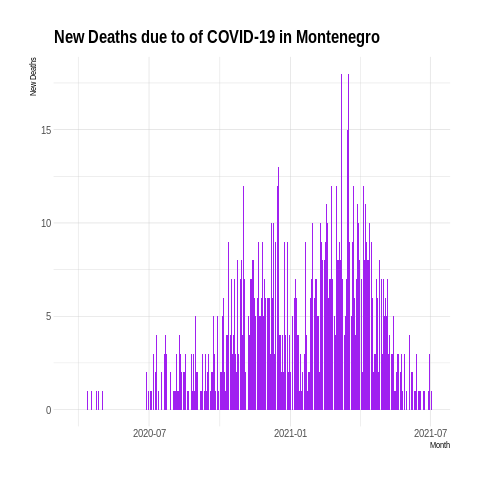 New Deaths due to of COVID-19 in Montenegro
New Deaths
15
10
5
0
2020-07
2021-01
2021-07
Month